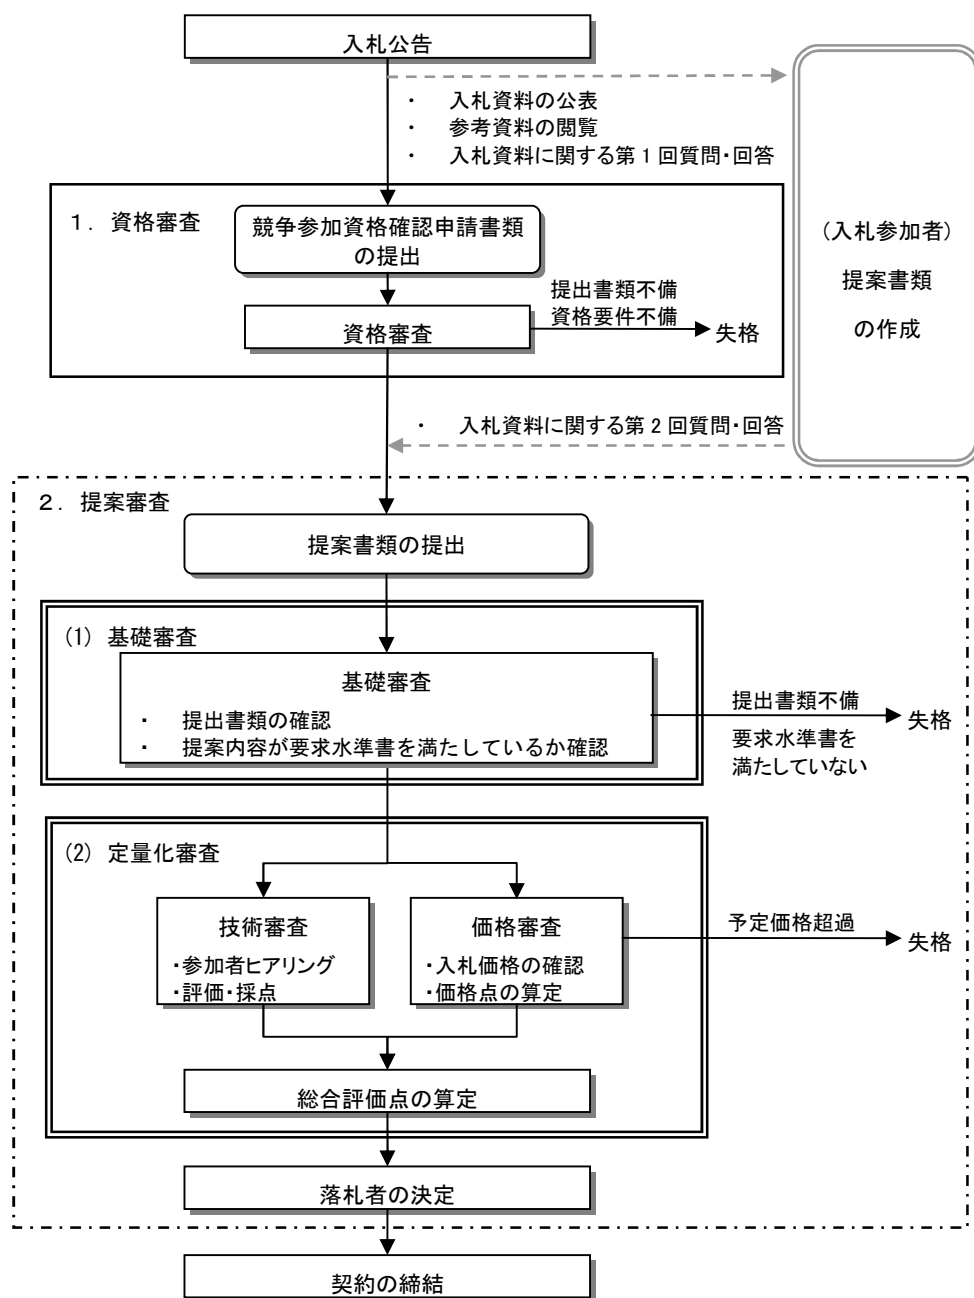 入札公告
・ 入札資料の公表
・ 参考資料の閲覧
・ 入札資料に関する第1回質問・回答
(入札参加者)
提案書類
の作成
1. 資格審査
競争参加資格確認申請書類
の提出
資格審査
提出書類不備
資格要件不備
失格
・ 入札資料に関する第2回質問・回答
2. 提案審査
提案書類の提出
(1) 基礎審査
基礎審査
・ 提出書類の確認
・ 提案内容が要求水準書を満たしているか確認
提出書類不備
要求水準書を
満たしていない
失格
(2) 定量化審査
技術審査
・参加者ヒアリング
・評価・採点
価格審査
・入札価格の確認
・価格点の算定
予定価格超過
失格
総合評価点の算定
落札者の決定
契約の締結